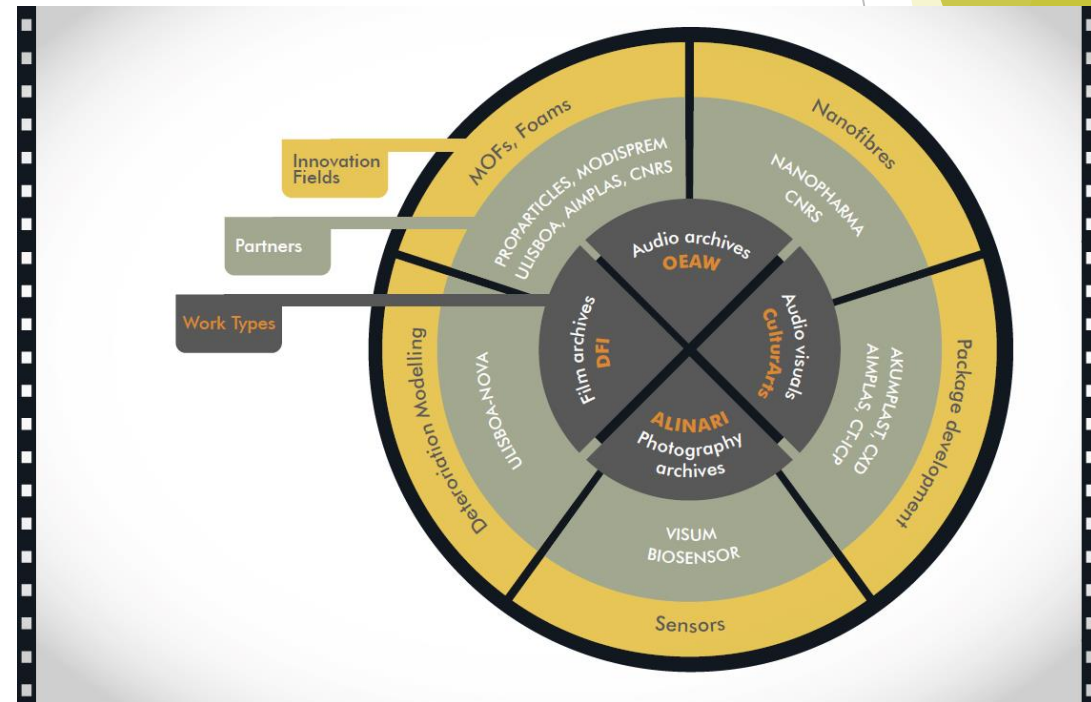 Innovation
Fields
Partners
Work Types
MOFs, Foams
PROPARTICLES, MODISPREM
ULISBOA, AIMPLAS, CNRS
Nanofibres
NANOPHARMA
CNRS
Package development
AKUMPLAST, CXD
AIMPLAS, CT-ICP
Sensors
VISUM
BIOSENSOR
Deteroriation Modelling
ULISBOA-NOVA
Audio archives
OEAW
Audio visuals
CulturArts
ALINARI
Photography
archives
Film archives
DFI